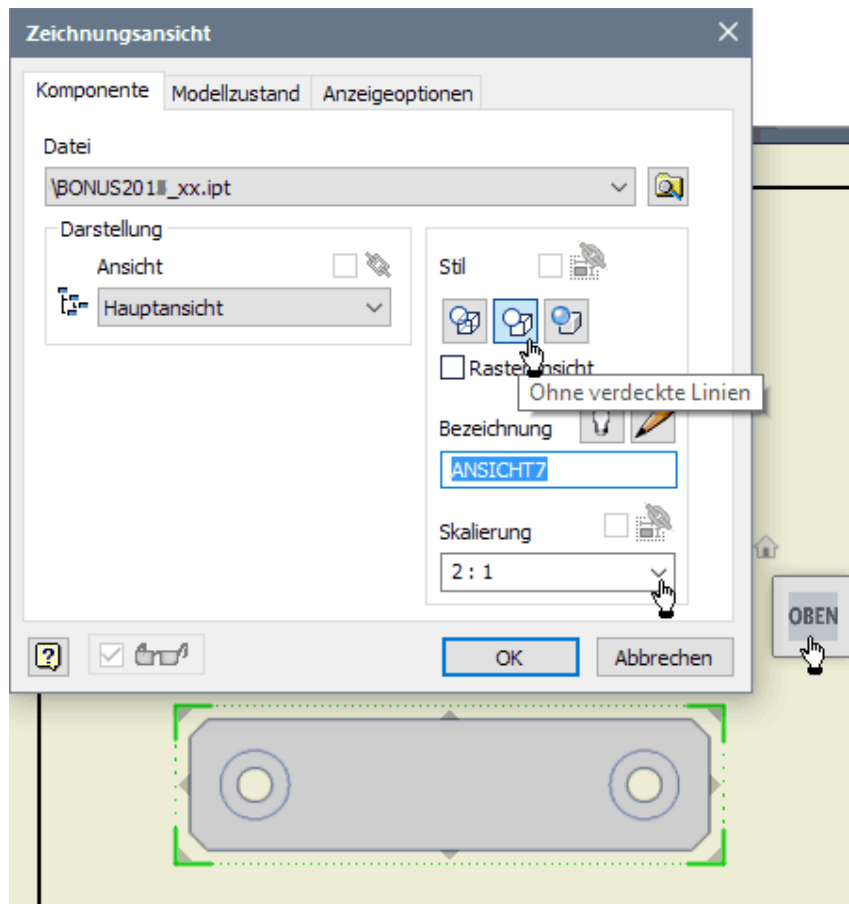 Zeichnungsansicht
Komponente Modellzustand Anzeigeoptionen
Datei
Darstellung
Ansicht
Stil
Hauptansicht
Ohne verdeckte Linien
Bezeichnung
ANSICHT7
Skalierung
2 : 1
OBEN
OK Abbrechen